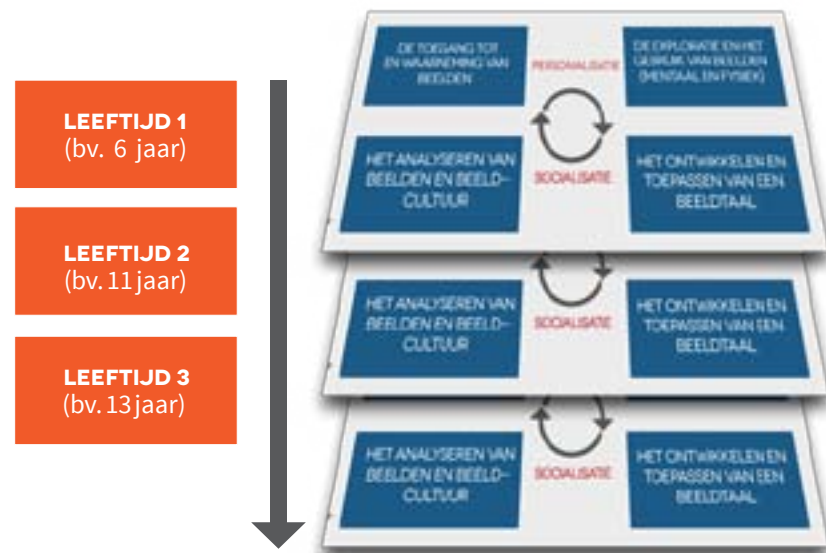 LEEFTIJD 1
(bv. 6 jaar)
LEEFTIJD 2
(bv. 11 jaar)
LEEFTIJD 3
(bv. 13 jaar)
DE TOEGANG TOT
EN WAARNEMING VAN
BEELDEN
PERSONALISATIE
DE EXPLORATIE EN HET
GEBRUIK VAN BEELDEN
(MENTAAL EN FYSIEK)
HET ANALYSEREN VAN
BEELDEN EN BEELD-
CULTUUR
SOCIALISATIE
HET ONTWIKKELEN EN
TOEPASSEN VAN EEN
BEELDTAAL
HET ANALYSEREN VAN
BEELDEN EN BEELD-
CULTUUR
SOCIALISATIE
HET ONTWIKKELEN EN
TOEPASSEN VAN EEN
BEELDTAAL
HET ANALYSEREN VAN
BEELDEN EN BEELD-
CULTUUR
SOCIALISATIE
HET ONTWIKKELEN EN
TOEPASSEN VAN EEN
BEELDTAAL